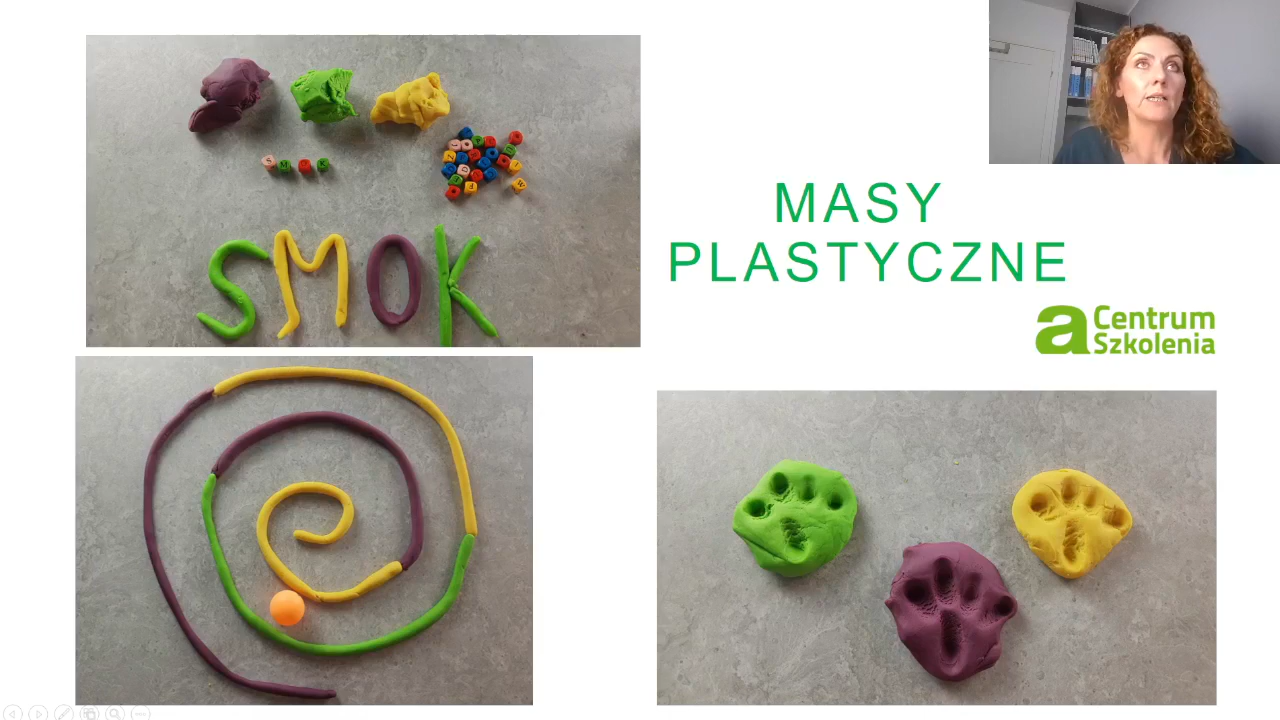 S M O K
SMOK
MASY
PLASTYCZNE
a Centrum
Szkolenia